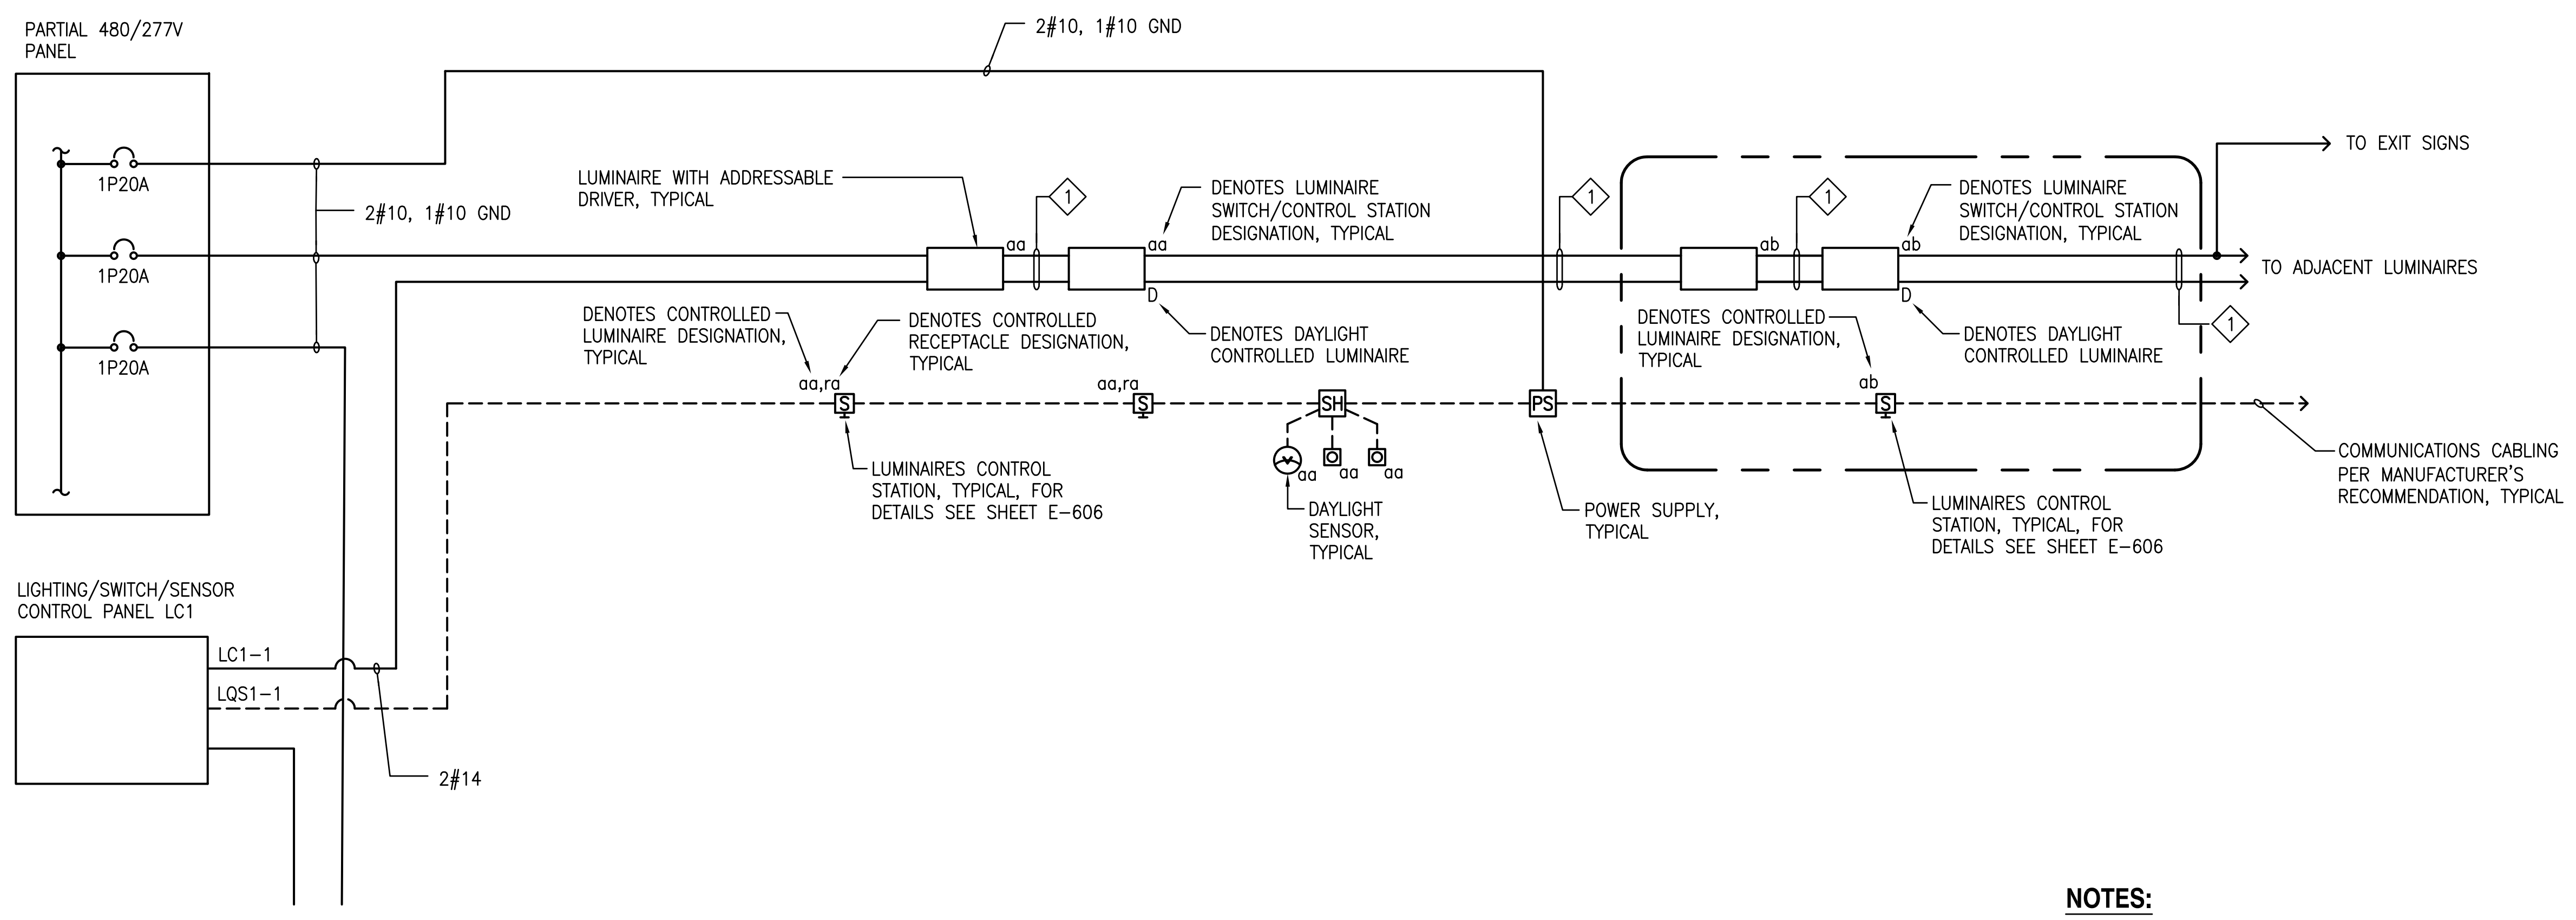 PARTIAL 480/277V
PANEL
2#10, 1#10 GND
1P20A
2#10, 1#10 GND
1P20A
1P20A
LUMINAIRE WITH ADDRESSABLE
DRIVER, TYPICAL
aa
1
aa
D
DENOTES LUMINAIRE
SWITCH/CONTROL STATION
DESIGNATION, TYPICAL
DENOTES DAYLIGHT
CONTROLLED LUMINAIRE
1
ab
1
ab
D
DENOTES LUMINAIRE
SWITCH/CONTROL STATION
DESIGNATION, TYPICAL
DENOTES DAYLIGHT
CONTROLLED LUMINAIRE
TO EXIT SIGNS
TO ADJACENT LUMINAIRES
1
DENOTES CONTROLLED
LUMINAIRE DESIGNATION,
TYPICAL
DENOTES CONTROLLED
RECEPTACLE DESIGNATION,
TYPICAL
DENOTES CONTROLLED
LUMINAIRE DESIGNATION,
TYPICAL
aa,ra
S
aa,ra
S
SH
PS
ab
S
aa
aa
aa
LUMINAIRES CONTROL
STATION, TYPICAL, FOR
DETAILS SEE SHEET E-606
DAYLIGHT
SENSOR,
TYPICAL
POWER SUPPLY,
TYPICAL
LUMINAIRES CONTROL
STATION, TYPICAL, FOR
DETAILS SEE SHEET E-606
COMMUNICATIONS CABLING
PER MANUFACTURER'S
RECOMMENDATION, TYPICAL
LIGHTING/SWITCH/SENSOR
CONTROL PANEL LC1
LC1-1
LQS1-1
2#14
NOTES: